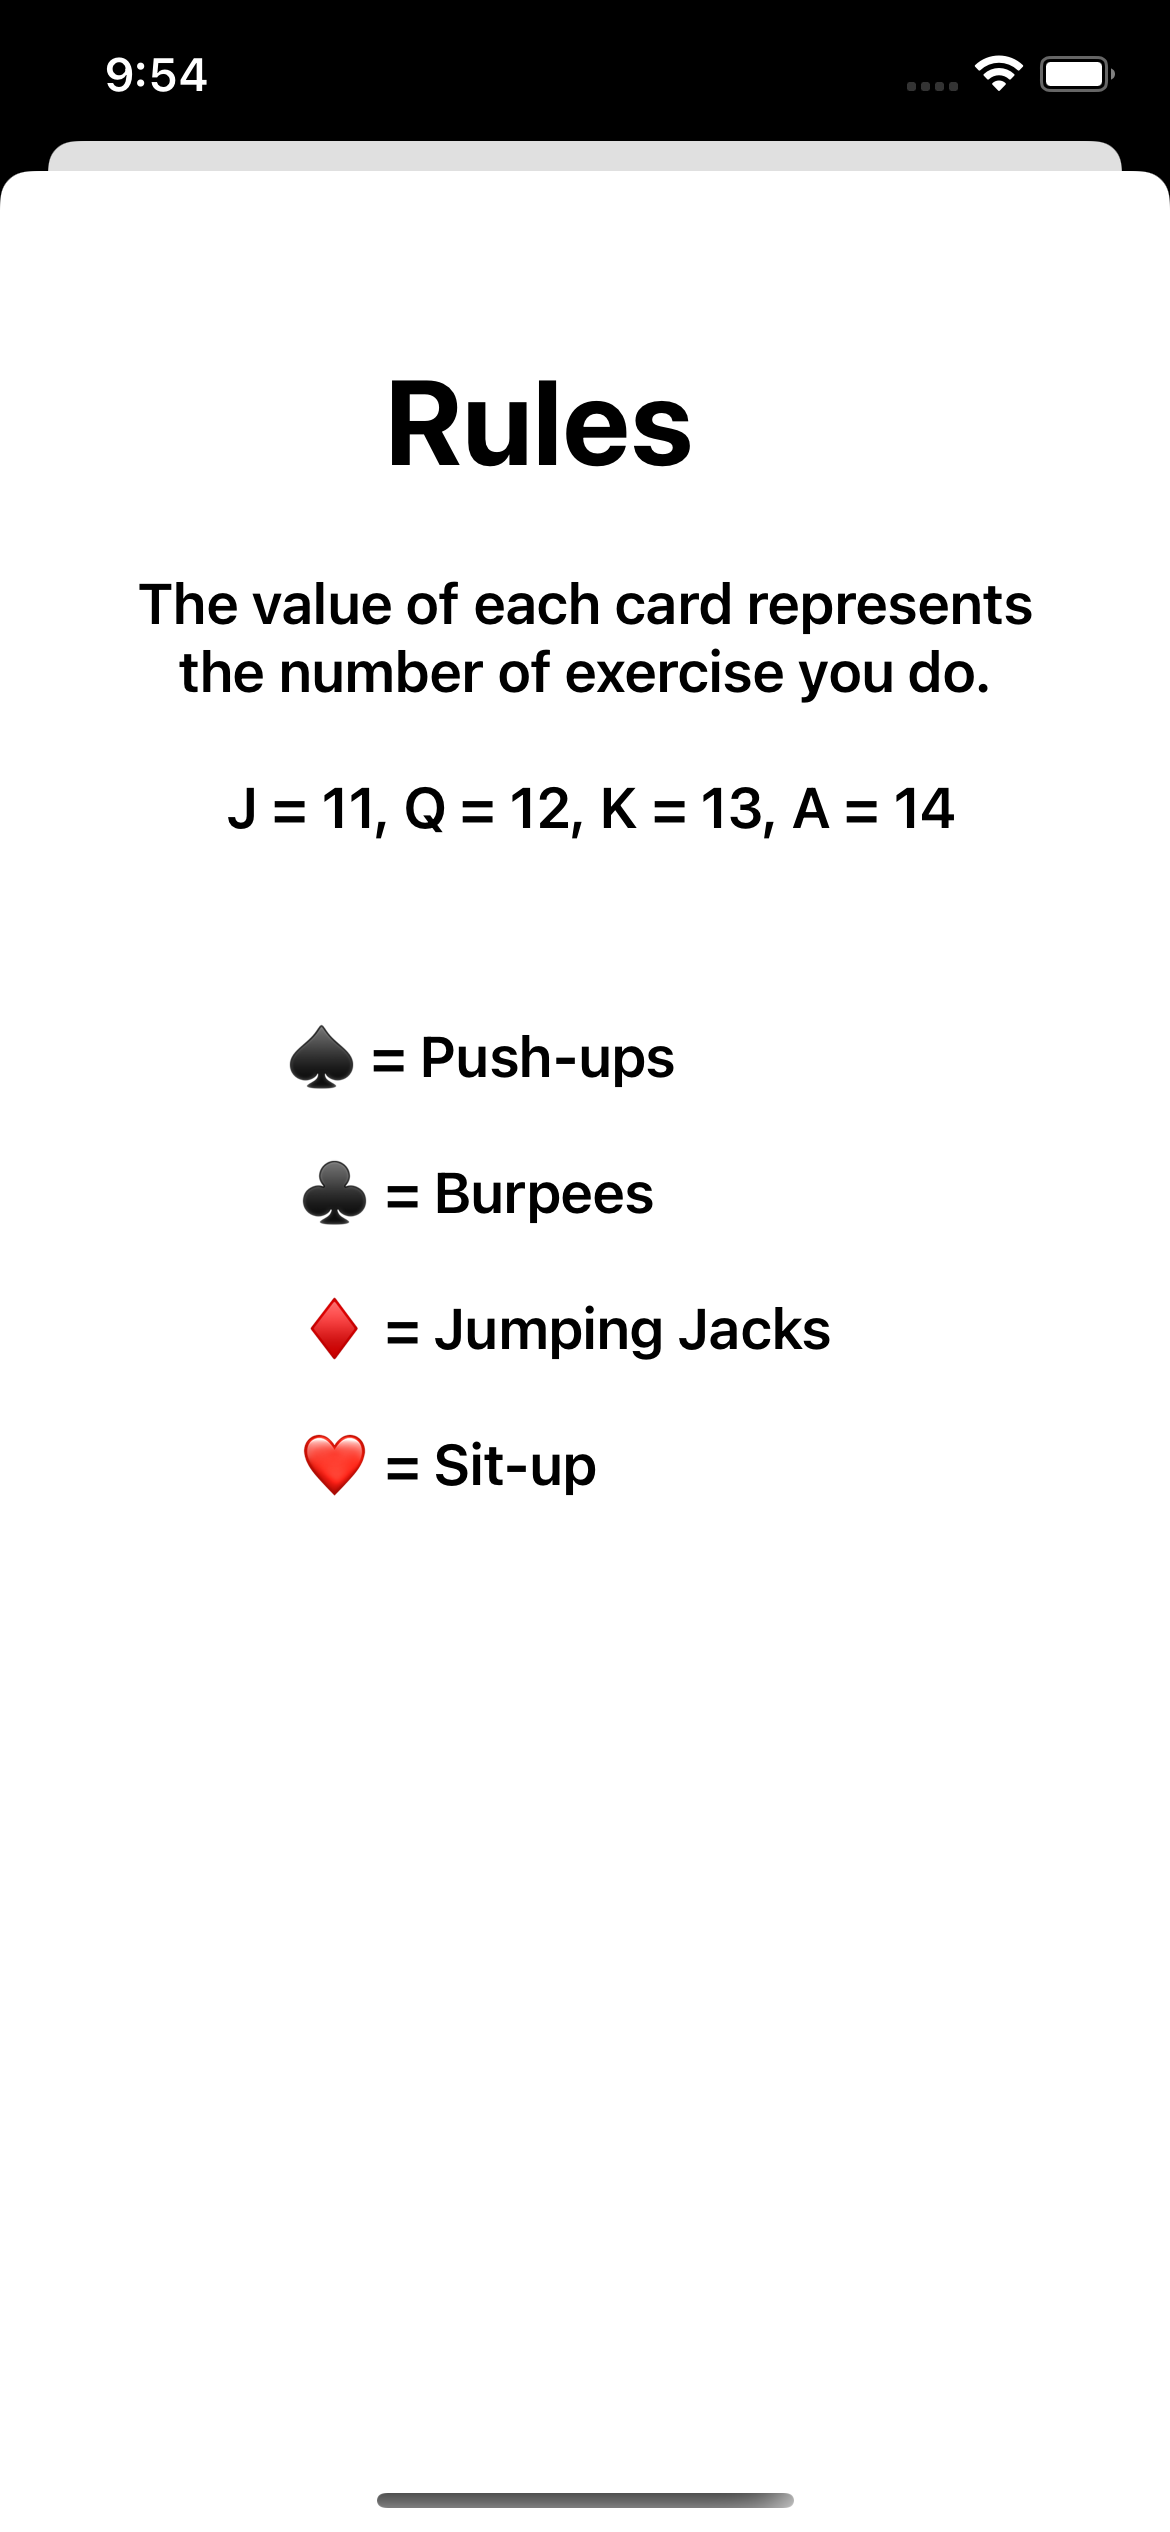 9:54
Rules
The value of each card represents
the number of exercise you do.
J = 11, Q = 12, K = 13, A = 14
♠️ = Push-ups
♣️ = Burpees
♦️ = Jumping Jacks
❤️ = Sit-up